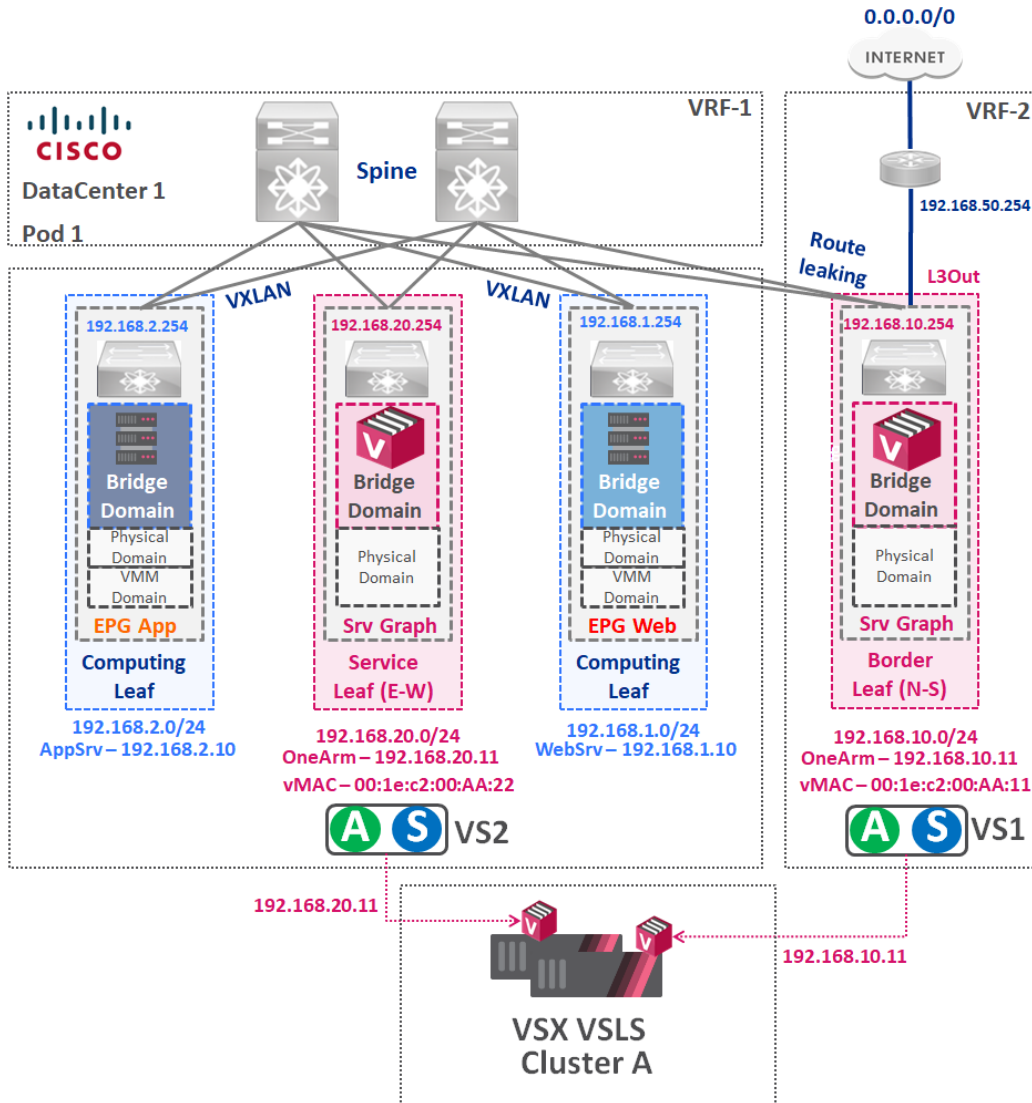 0.0.0.0/0
INTERNET
VRF-1
VRF-2
CISCO
DataCenter 1
Pod 1
Spine
192.168.50.254
Route
leaking
L3Out
VXLAN
VXLAN
192.168.2.254
192.168.20.254
192.168.1.254
192.168.10.254
V
V
Bridge
Domain
Bridge
Domain
Bridge
Domain
Bridge
Domain
Physical
Domain
VMM
Domain
Physical
Domain
Physical
Domain
VMM
Domain
Physical
Domain
EPG App
Srv Graph
EPG Web
Srv Graph
Computing
Leaf
Service
Leaf (E-W)
Computing
Leaf
Border
Leaf (N-S)
192.168.2.0/24
AppSrv – 192.168.2.10
192.168.20.0/24
OneArm – 192.168.20.11
vMAC – 00:1e:c2:00:AA:22
192.168.1.0/24
WebSrv – 192.168.1.10
192.168.10.0/24
OneArm – 192.168.10.11
vMAC – 00:1e:c2:00:AA:11
A S VS2
A S VS1
192.168.20.11
V
V
192.168.10.11
VSX VSLS
Cluster A